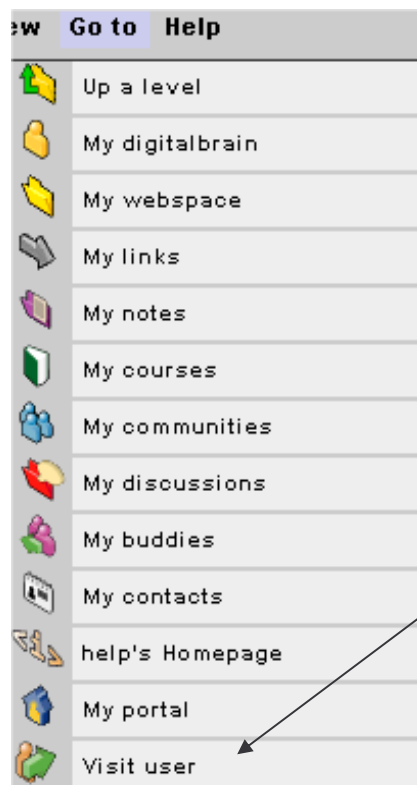 ew Go to Help
Up a level
My digitalbrain
My webspace
My links
My notes
My courses
My communities
My discussions
My buddies
My contacts
help's Homepage
My portal
Visit user